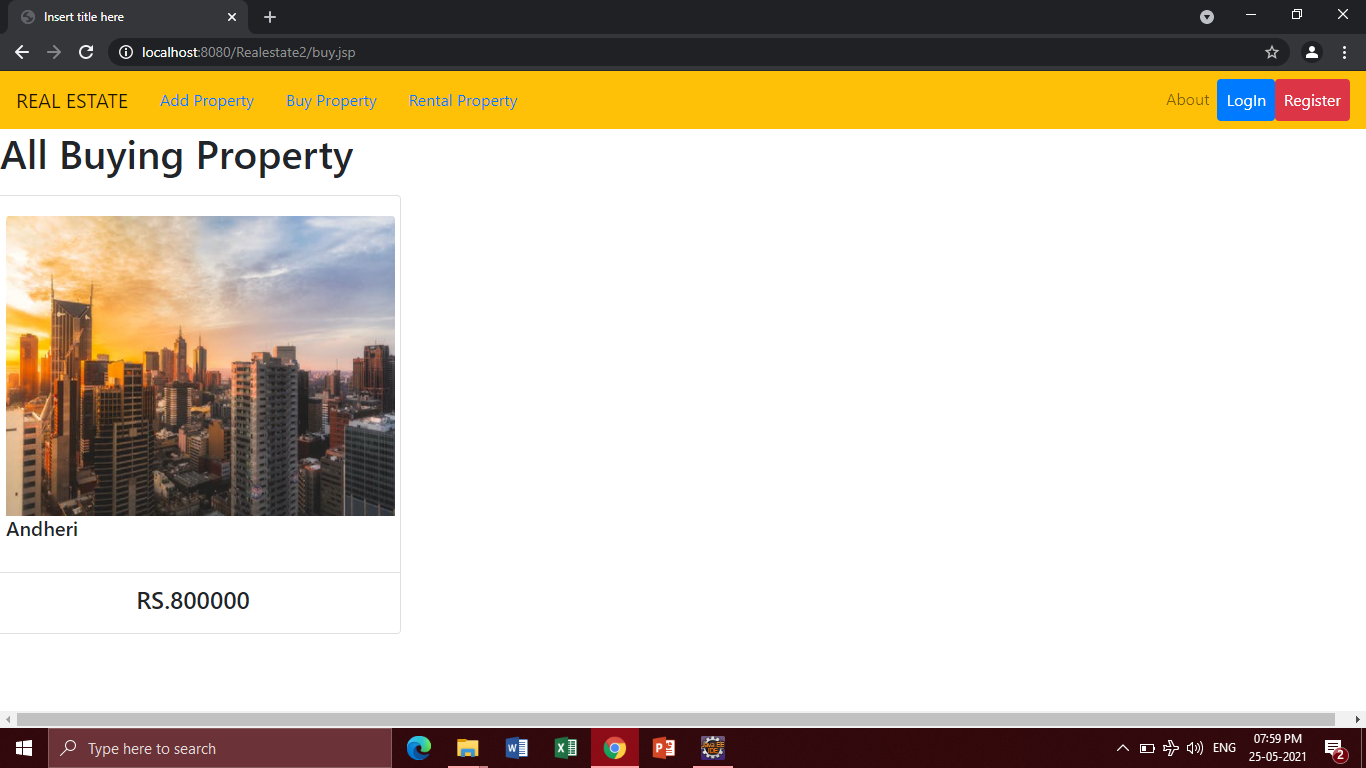 Insert title here
localhost:8080/Realestate2/buy.jsp
REAL ESTATE Add Property Buy Property Rental Property About LogIn Register
All Buying Property
Andheri
RS.800000
Type here to search
ENG
07:59 PM
25-05-2021
2